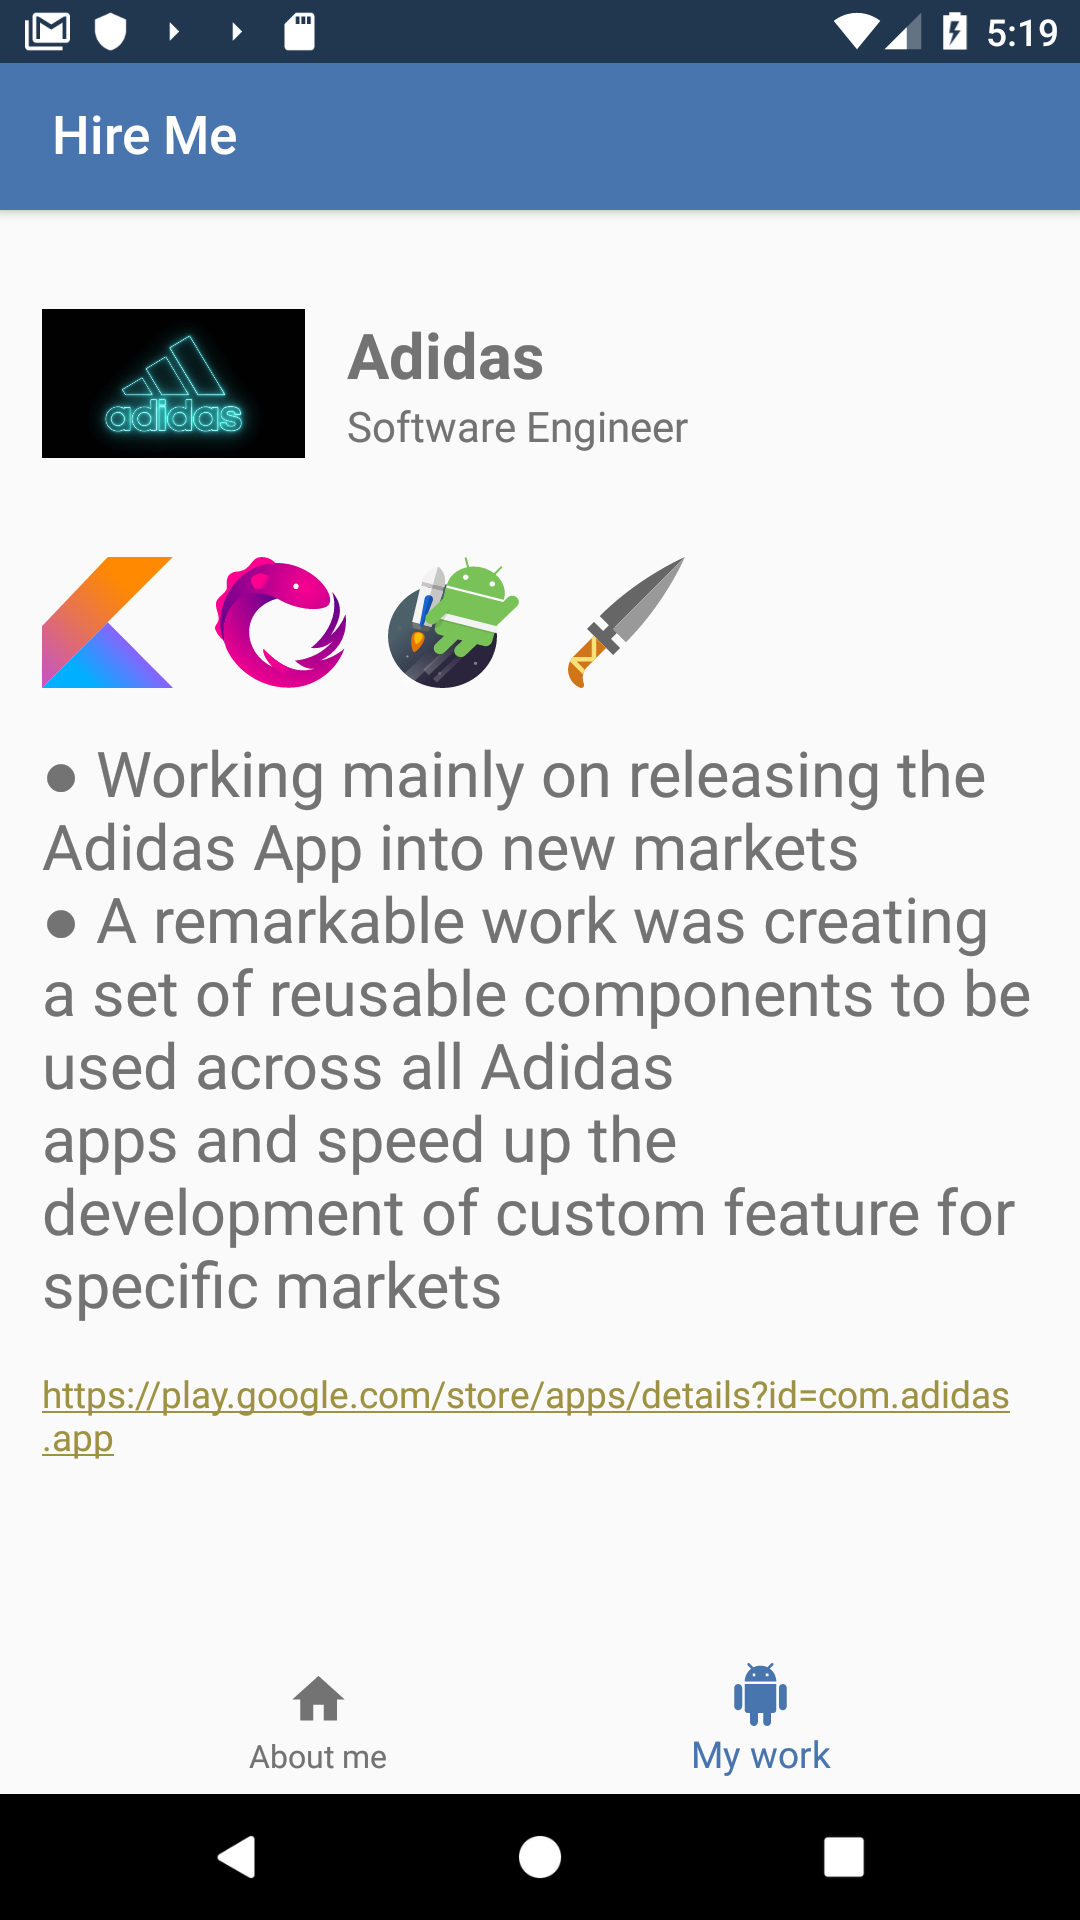 5:19
Hire Me
adidas
Adidas
Software Engineer
● Working mainly on releasing the
Adidas App into new markets
● A remarkable work was creating
a set of reusable components to be
used across all Adidas
apps and speed up the
development of custom feature for
specific markets
https://play.google.com/store/apps/details?id=com.adidas
.app
About me
My work